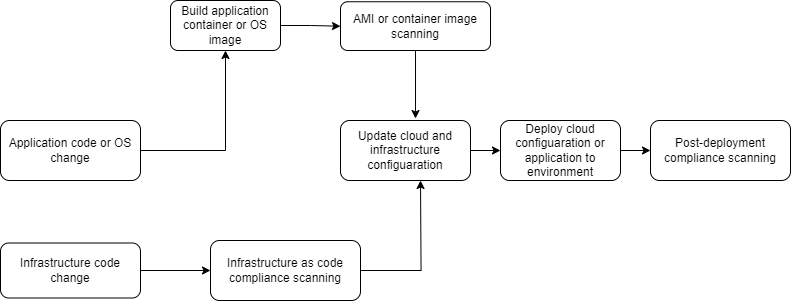 Build application
container or OS
image
AMI or container image
scanning
Application code or OS
change
Update cloud and
infrastructure
configuaration
Deploy cloud
configuaration or
application to
environment
Post-deployment
compliance scanning
Infrastructure code
change
Infrastructure as code
compliance scanning